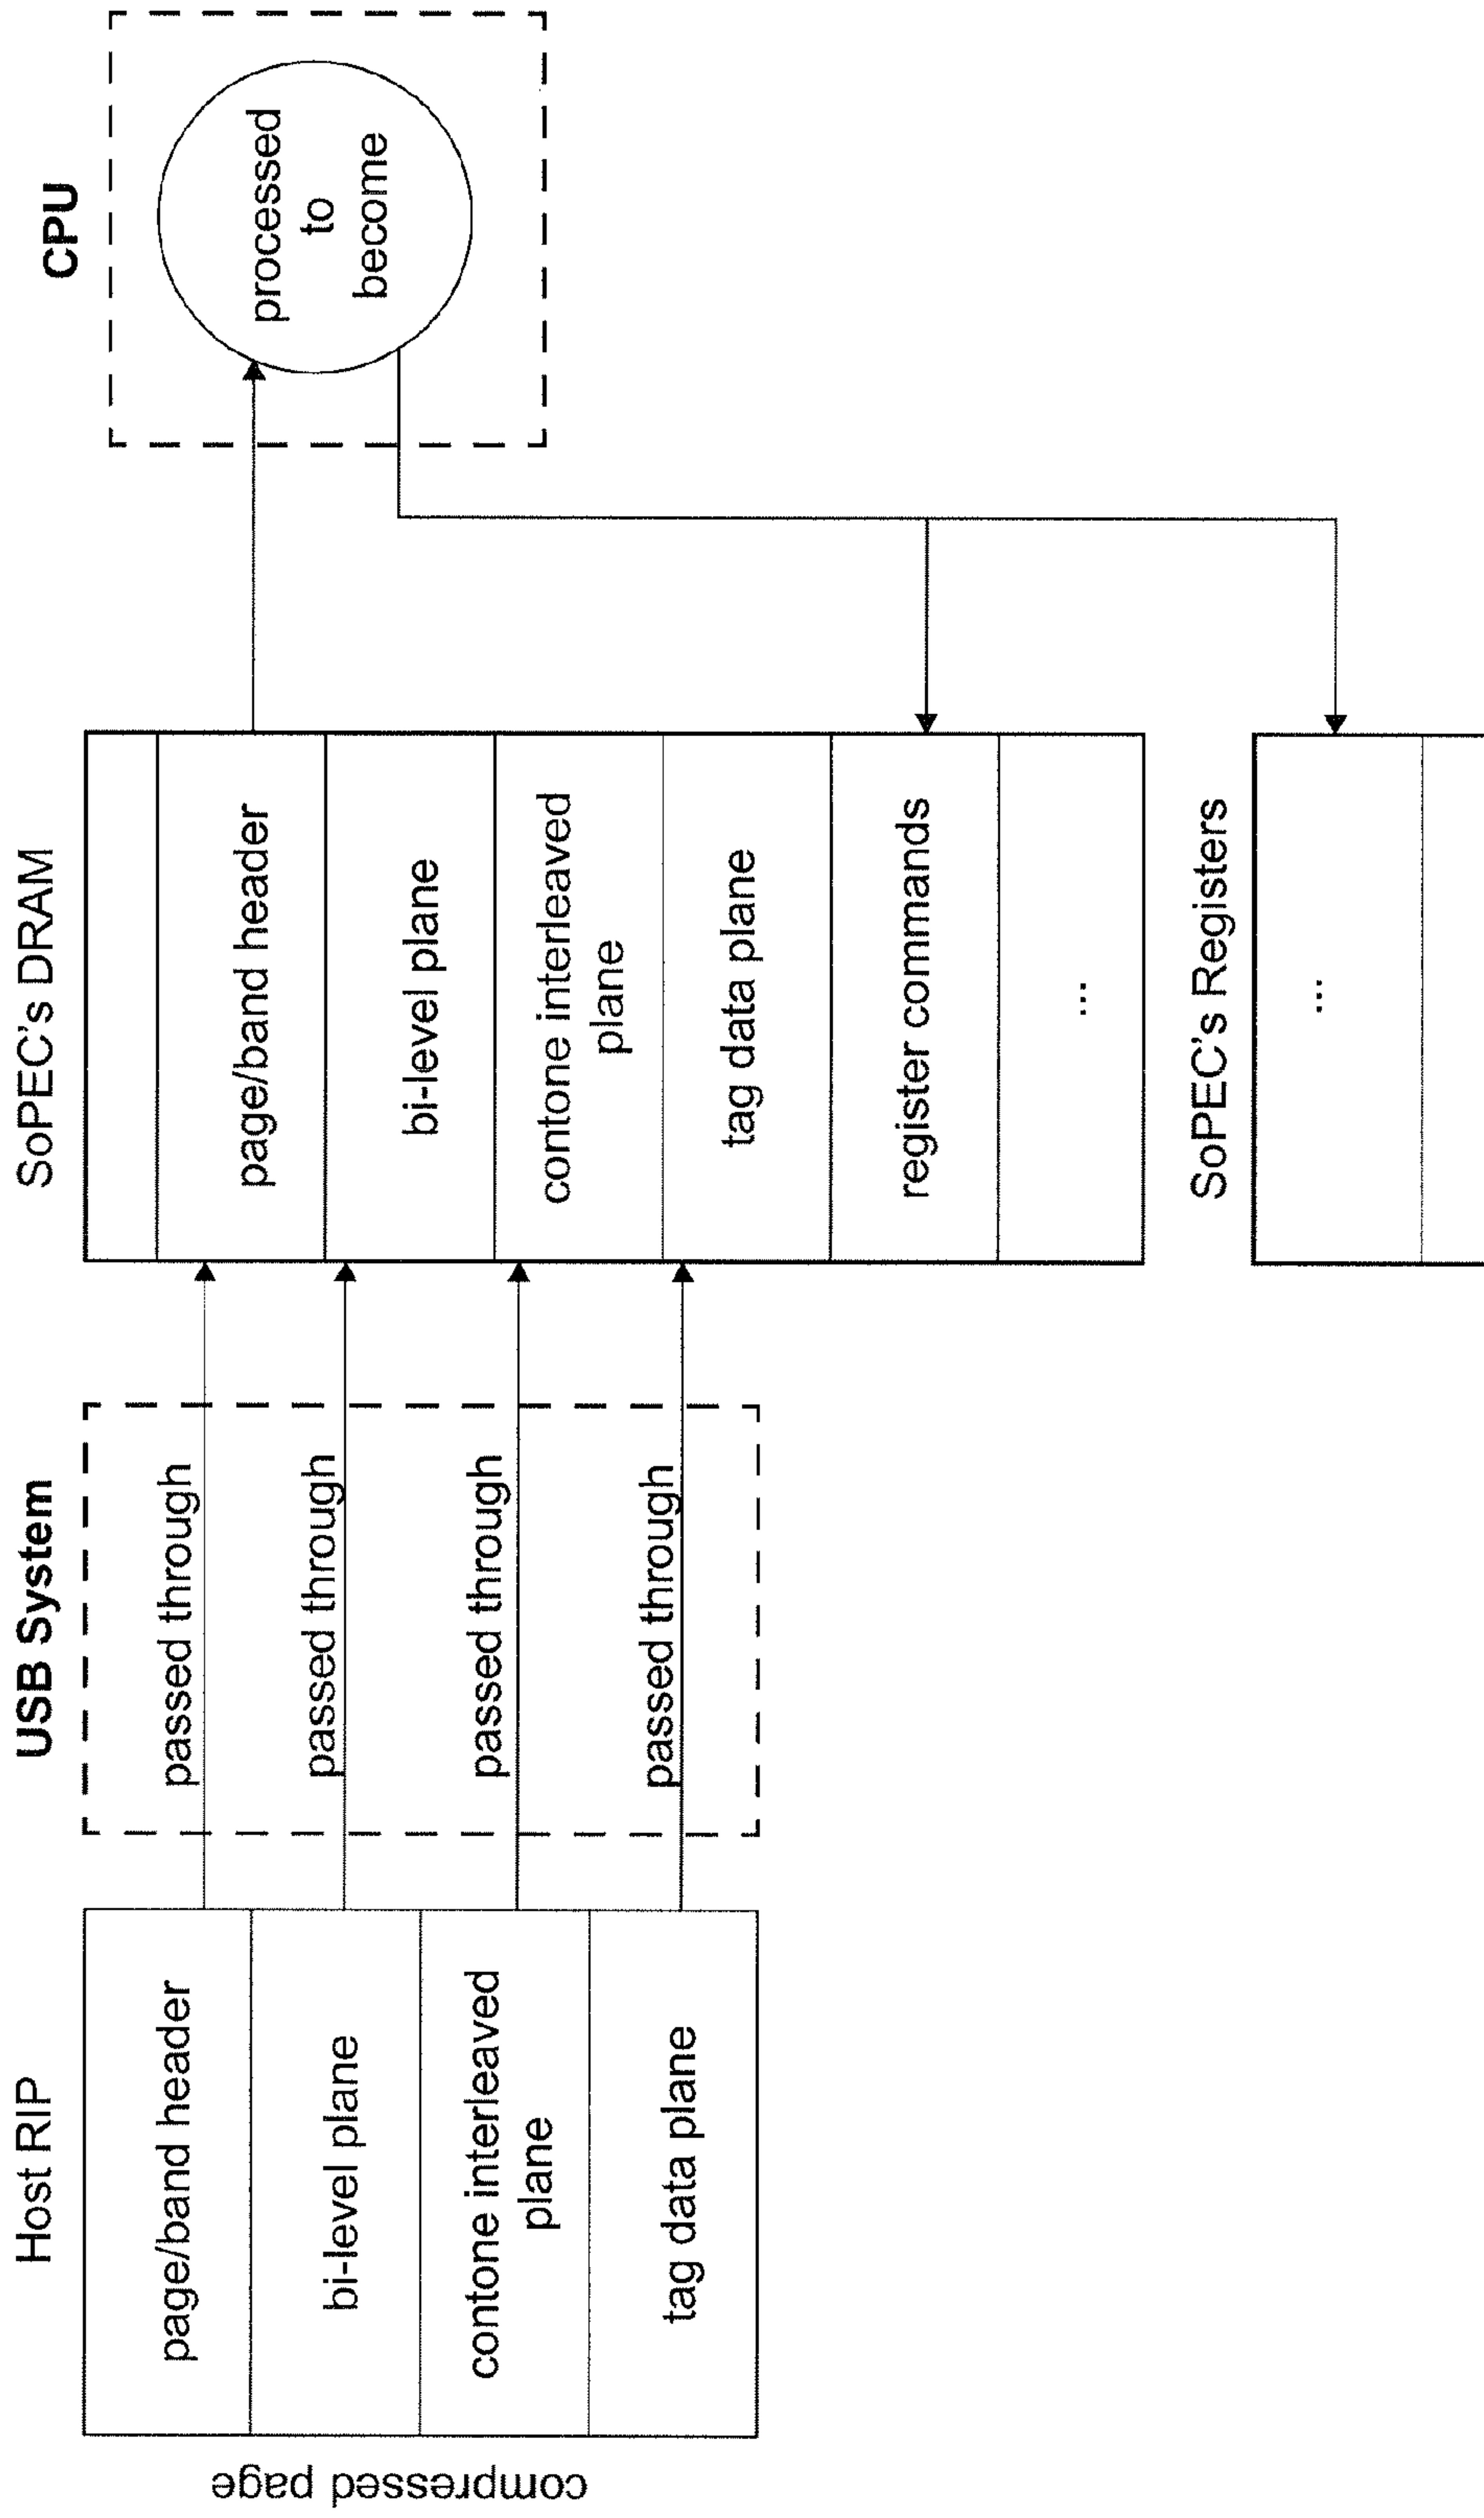 compressed page
Host RIP
page/band header
bi-level plane
contone interleaved
plane
tag data plane
USB System
passed through
passed through
passed through
passed through
SoPEC's DRAM
page/band header
bi-level plane
contone interleaved
plane
tag data plane
register commands
...
SoPEC's Registers
...
CPU
processed
to
become